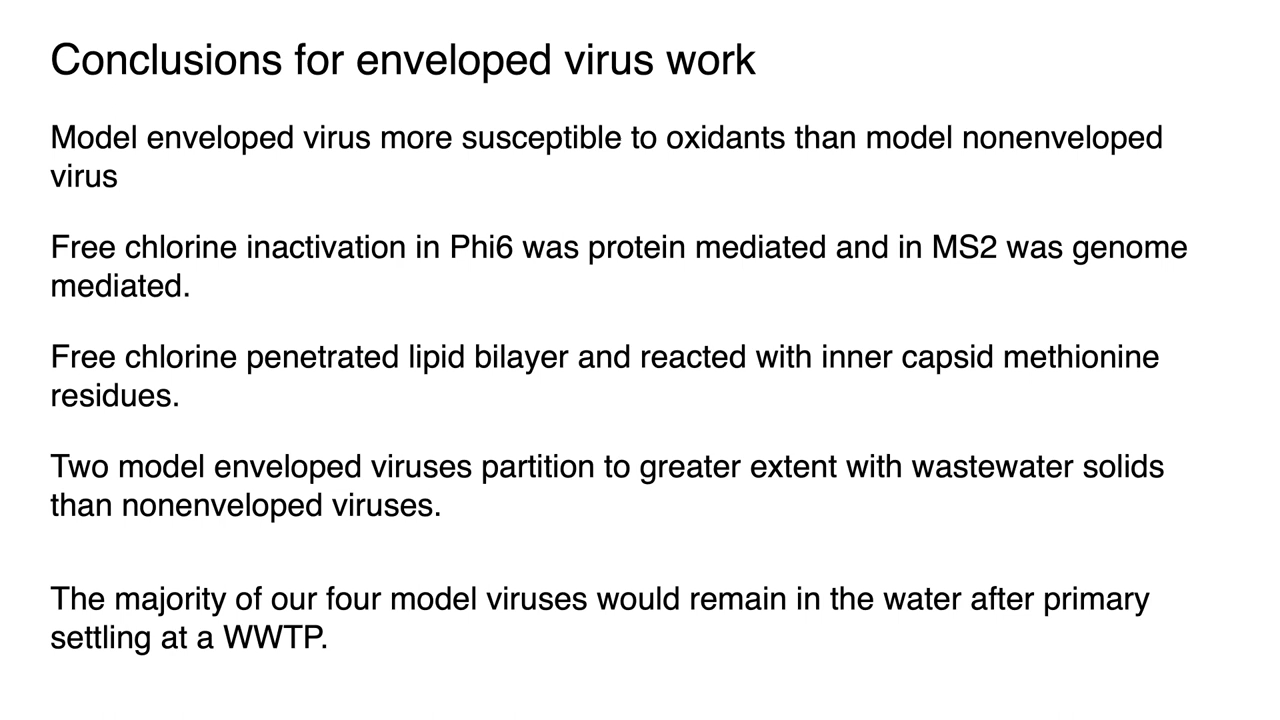 Conclusions for enveloped virus work
Model enveloped virus more susceptible to oxidants than model nonenveloped
virus
Free chlorine inactivation in Phi6 was protein mediated and in MS2 was genome
mediated.
Free chlorine penetrated lipid bilayer and reacted with inner capsid methionine
residues.
Two model enveloped viruses partition to greater extent with wastewater solids
than nonenveloped viruses.
The majority of our four model viruses would remain in the water after primary
settling at a WWTP.